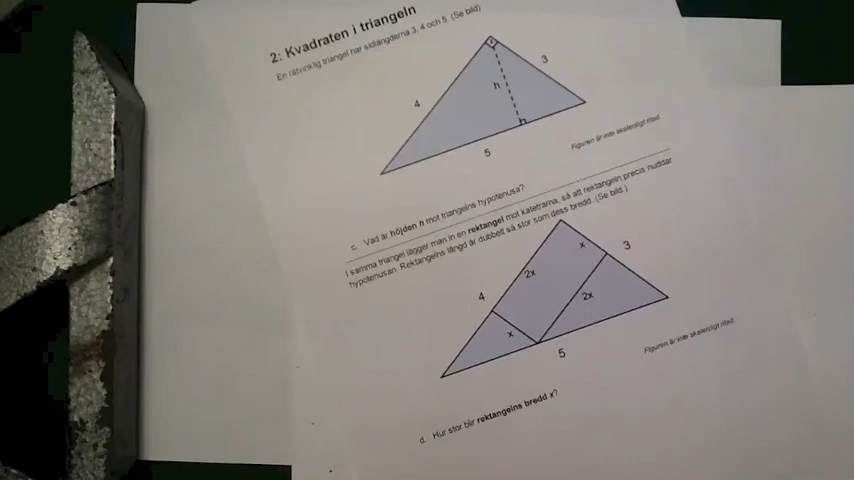 2: Kvadraten i triangeln
En rätvinklig triangel har sidlängderna 3, 4 och 5. (Se bild)
4
3
h
5
Figuren är inte skalenligt ritad.
c. Vad är höjden h mot triangelns hypotenusa?
I samma triangel lägger man in en rektangel mot kateterna, så att rektangeln precis nuddar
hypotenusan. Rektangelns längd är dubbelt så stor som dess bredd. (Se bild.)
4
2x
x
3
x
2x
5
Figuren är inte skalenligt ritad.
d. Hur stor blir rektangelns bredd x?